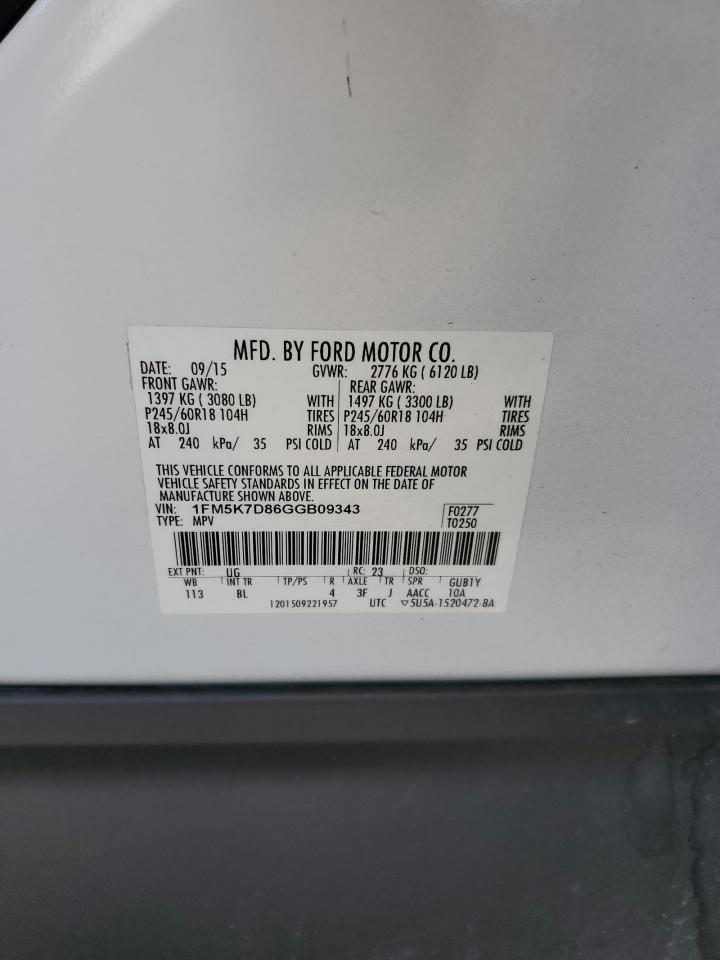 MFD. BY FORD MOTOR CO.
DATE: 09/15 GVWR: 2776 KG ( 6120 LB)
FRONT GAWR: REAR GAWR:
1397 KG ( 3080 LB) WITH 1497 KG ( 3300 LB) WITH
P245/60R18 104H TIRES P245/60R18 104H TIRES
18x8.0J RIMS 18x8.0J RIMS
AT 240 kPa/ 35 PSI COLD AT 240 kPa/ 35 PSI COLD
THIS VEHICLE CONFORMS TO ALL APPLICABLE FEDERAL MOTOR
VEHICLE SAFETY STANDARDS IN EFFECT ON THE DATE OF
MANUFACTURE SHOWN ABOVE.
VIN: 1FM5K7D86GGB09343 F0277
TYPE: MPV T0250
EXT PNT: UG RC: 23 DSO:
WB INT TR TP/PS R AXLE TR SPR GUB1Y
113 BL 4 3F J AACC 10A
1201509221957 UTC ▽5U5A-1520472-BA